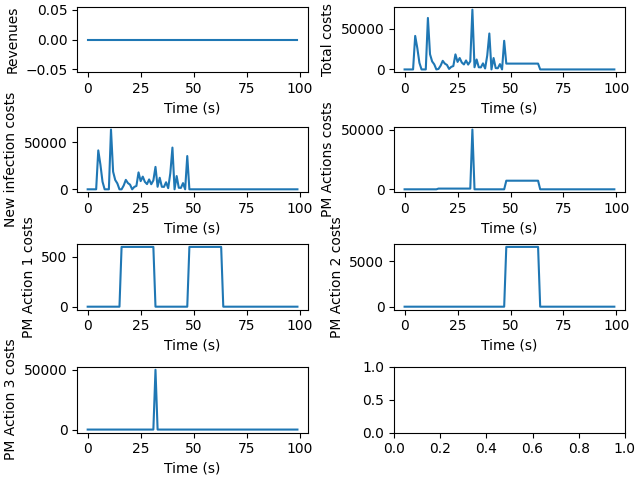 Revenues
0.05
0.00
−0.05
0 25 50 75 100
Time (s)
Total costs
50000
0
0 25 50 75 100
Time (s)
New infection costs
50000
0
0 25 50 75 100
Time (s)
PM Actions costs
50000
0
0 25 50 75 100
Time (s)
PM Action 1 costs
500
0
0 25 50 75 100
Time (s)
PM Action 2 costs
5000
0
0 25 50 75 100
Time (s)
PM Action 3 costs
50000
0
0 25 50 75 100
Time (s)
1.0
0.5
0.0
0.0 0.2 0.4 0.6 0.8 1.0